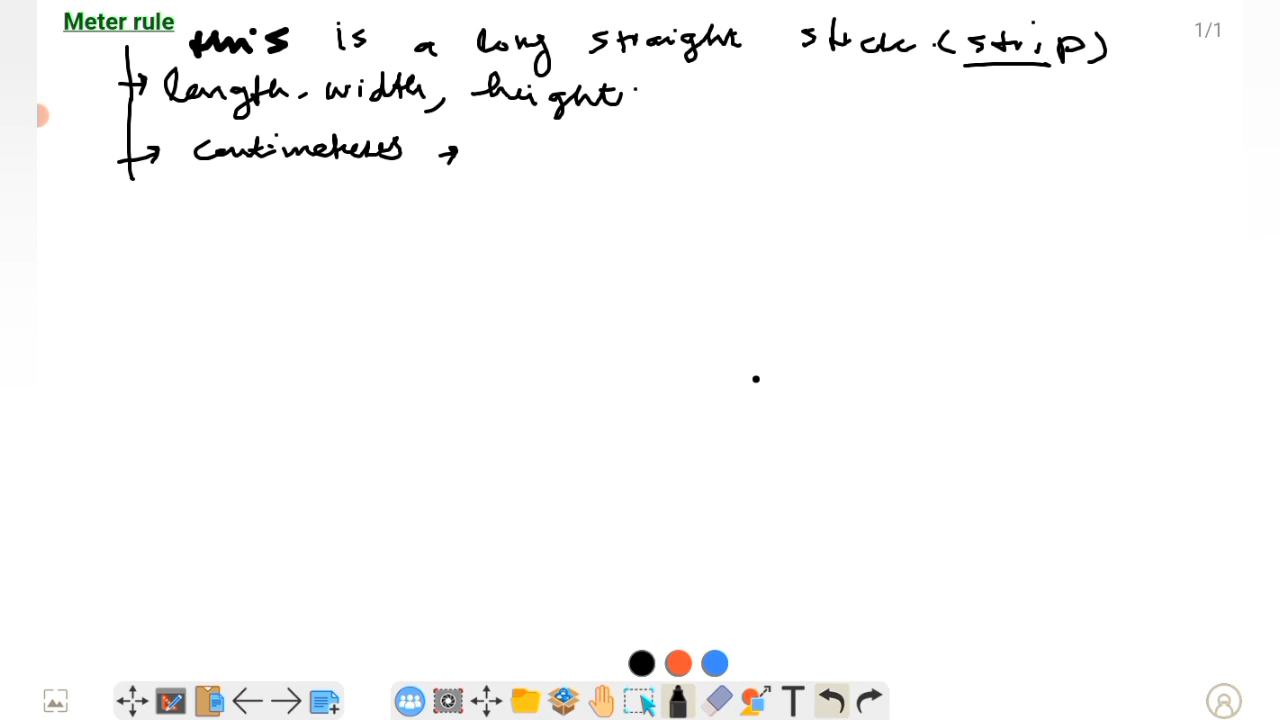 Meter rule
1/1
this is a long straight stick (strip)
→ length, width, height.
→ centimeters →